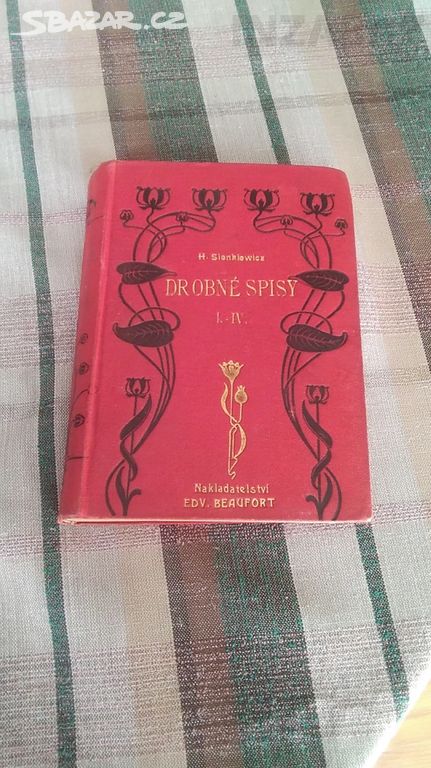 SBAZAR.CZ
H. Sienkiewicz
DROBNÉ SPISY
I.-IV.
Nakladatelství
EDV. BEAUFORT